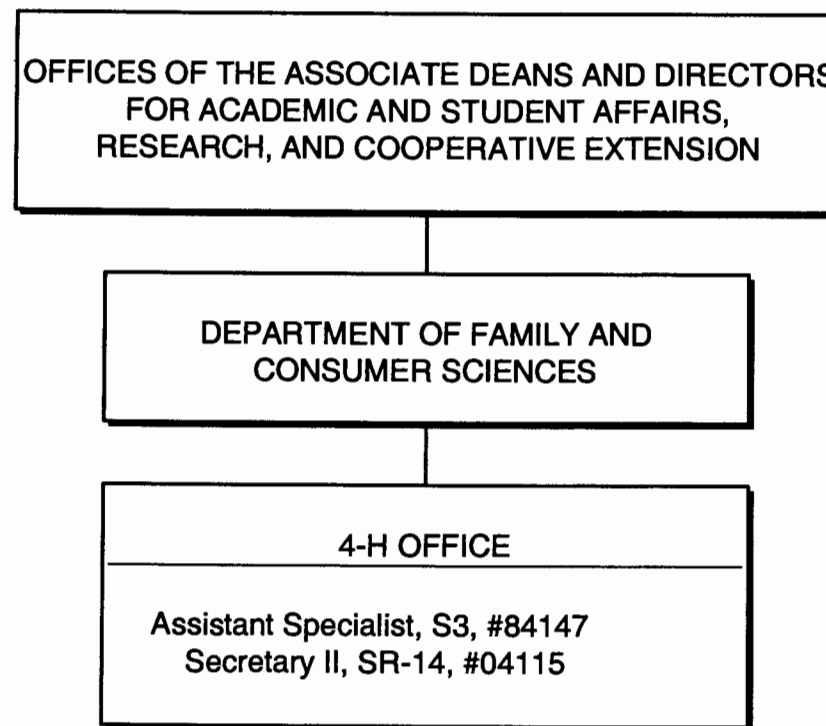 OFFICES OF THE ASSOCIATE DEANS AND DIRECTORS
FOR ACADEMIC AND STUDENT AFFAIRS,
RESEARCH, AND COOPERATIVE EXTENSION
DEPARTMENT OF FAMILY AND
CONSUMER SCIENCES
4-H OFFICE
Assistant Specialist, S3, #84147
Secretary II, SR-14, #04115